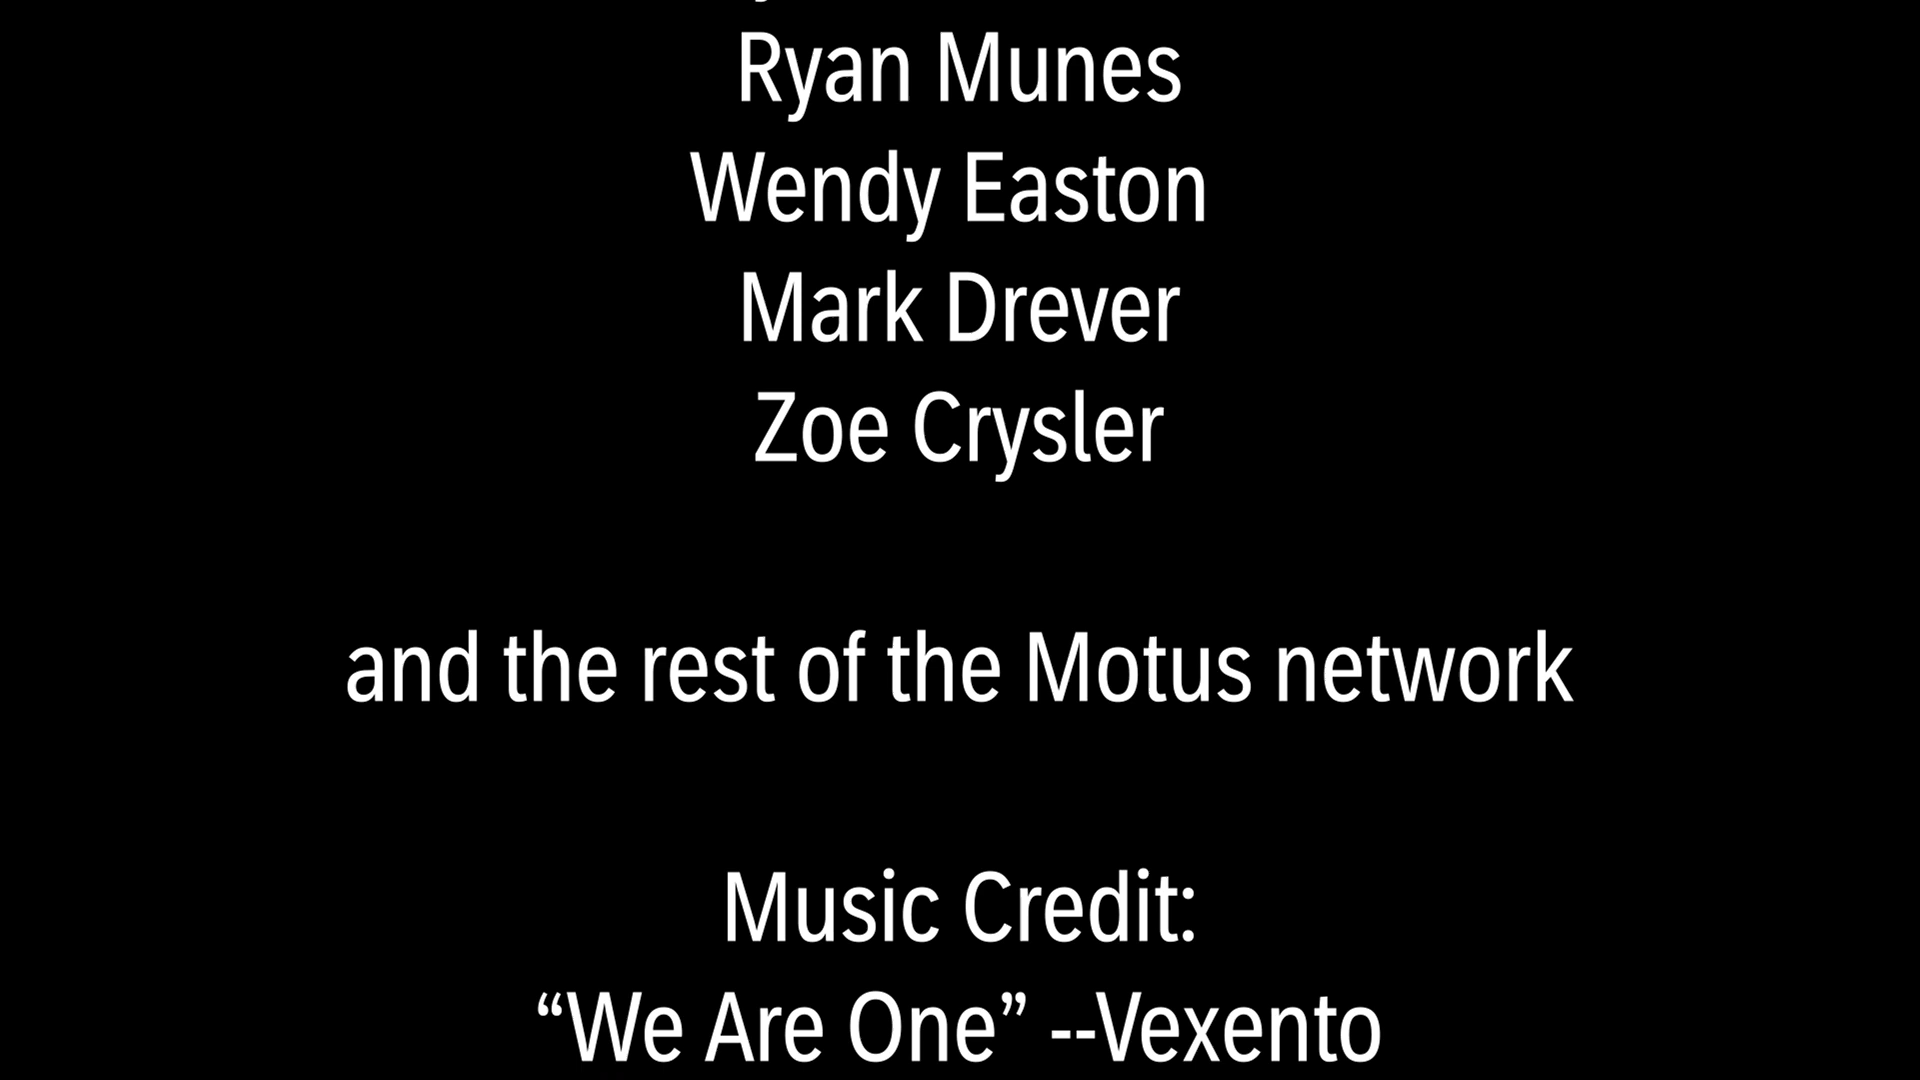 Ryan Munes
Wendy Easton
Mark Drever
Zoe Crysler
and the rest of the Motus network
Music Credit:
“We Are One” --Vexento